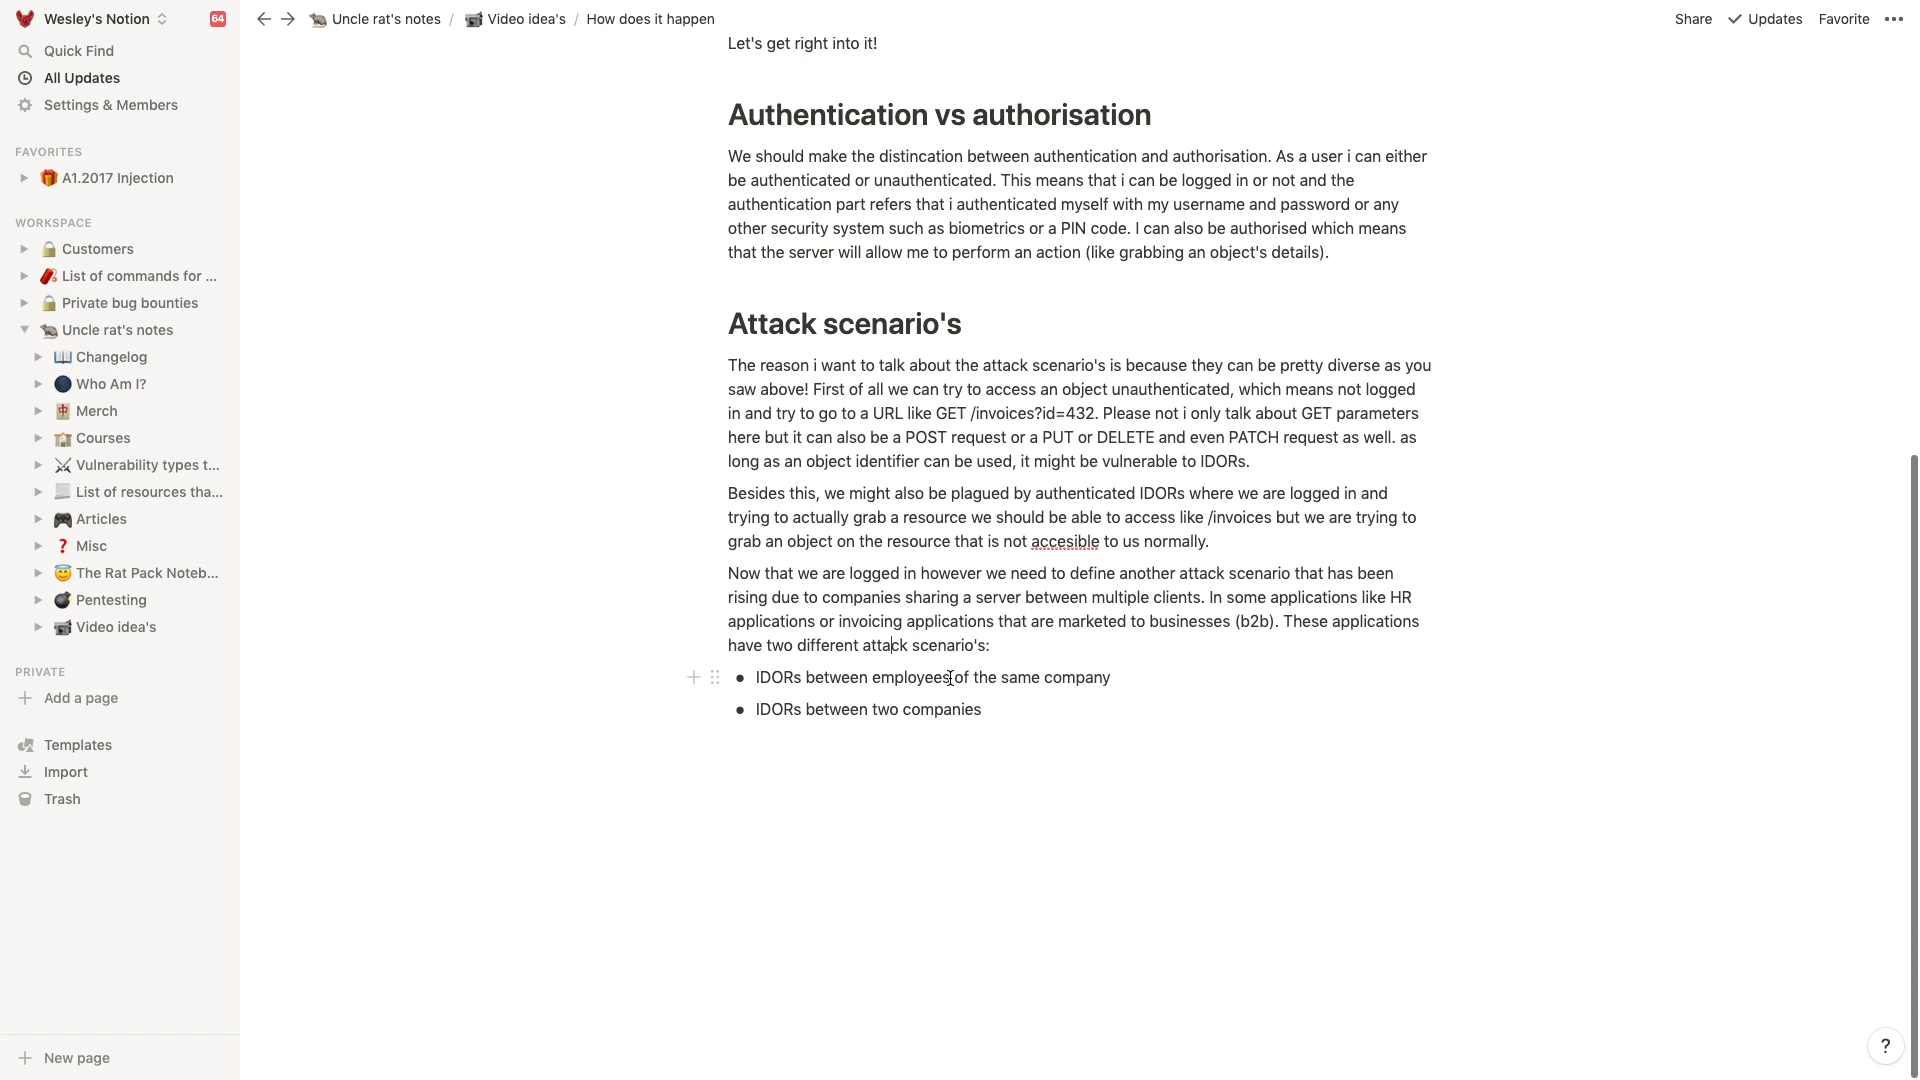 Wesley's Notion
64
Uncle rat's notes / Video idea's / How does it happen
Share Updates Favorite
Quick Find
All Updates
Settings & Members
FAVORITES
A1.2017 Injection
WORKSPACE
Customers
List of commands for ...
Private bug bounties
Uncle rat's notes
Changelog
Who Am I?
Merch
Courses
Vulnerability types t...
List of resources tha...
Articles
Misc
The Rat Pack Noteb...
Pentesting
Video idea's
PRIVATE
Add a page
Templates
Import
Trash
New page
Let's get right into it!
Authentication vs authorisation
We should make the distincation between authentication and authorisation. As a user i can either
be authenticated or unauthenticated. This means that i can be logged in or not and the
authentication part refers that i authenticated myself with my username and password or any
other security system such as biometrics or a PIN code. I can also be authorised which means
that the server will allow me to perform an action (like grabbing an object's details).
Attack scenario's
The reason i want to talk about the attack scenario's is because they can be pretty diverse as you
saw above! First of all we can try to access an object unauthenticated, which means not logged
in and try to go to a URL like GET /invoices?id=432. Please not i only talk about GET parameters
here but it can also be a POST request or a PUT or DELETE and even PATCH request as well. as
long as an object identifier can be used, it might be vulnerable to IDORs.
Besides this, we might also be plagued by authenticated IDORs where we are logged in and
trying to actually grab a resource we should be able to access like /invoices but we are trying to
grab an object on the resource that is not accesible to us normally.
Now that we are logged in however we need to define another attack scenario that has been
rising due to companies sharing a server between multiple clients. In some applications like HR
applications or invoicing applications that are marketed to businesses (b2b). These applications
have two different attack scenario's:
● IDORs between employees of the same company
● IDORs between two companies
?